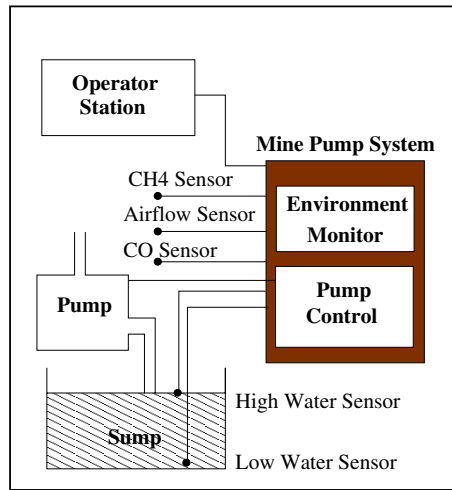 Operator
Station
Mine Pump System
CH4 Sensor
Airflow Sensor
CO Sensor
Environment
Monitor
Pump
Pump
Control
High Water Sensor
Sump
Low Water Sensor